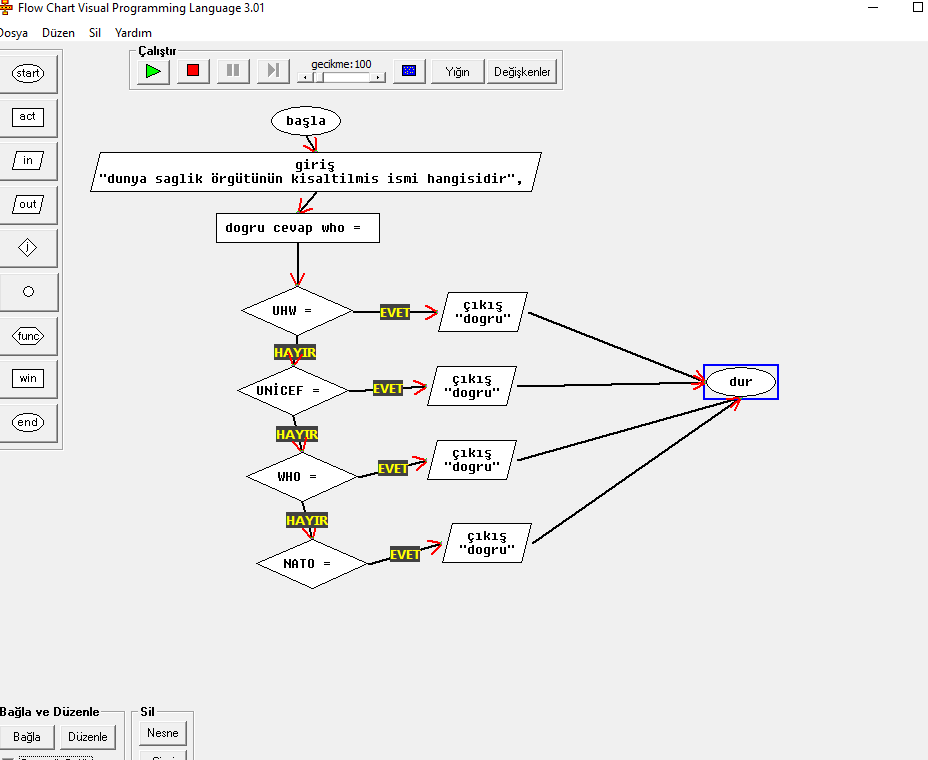 Flow Chart Visual Programming Language 3.01
Dosya Düzen Sil Yardım
Çalıştır
gecikme:100
Yığın
Değişkenler
start
act
in
out
func
win
end
başla
giriş
"dunya saglik örgütünün kisaltilmis ismi hangisidir",
dogru cevap who =
UHW =
EVET
çıkış
"dogru"
HAYIR
UNİCEF =
EVET
çıkış
"dogru"
dur
HAYIR
WHO =
EVET
çıkış
"dogru"
HAYIR
NATO =
EVET
çıkış
"dogru"
Bağla ve Düzenle
Bağla
Düzenle
Sil
Nesne